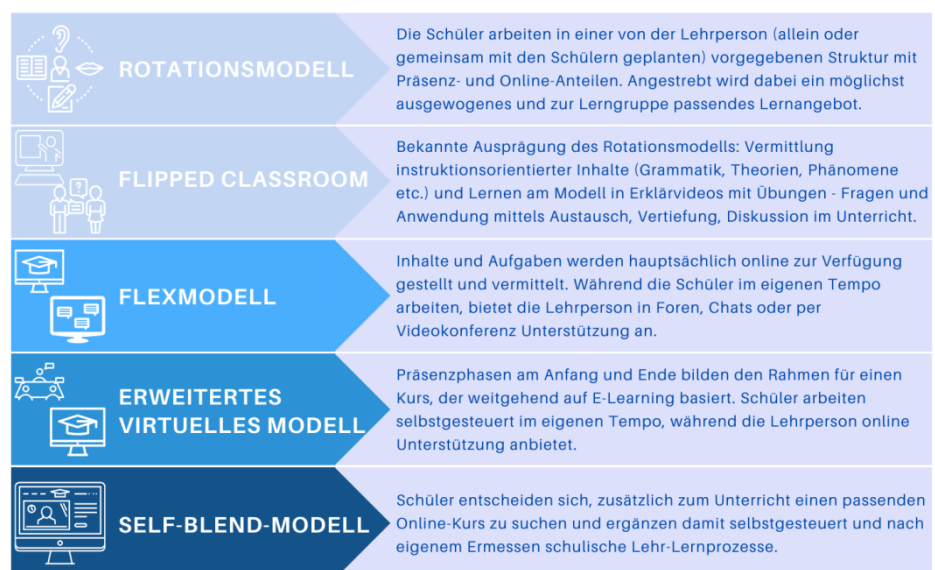 ROTATIONSMODELL
Die Schüler arbeiten in einer von der Lehrperson (allein oder
gemeinsam mit den Schülern geplanten) vorgegebenen Struktur mit
Präsenz- und Online-Anteilen. Angestrebt wird dabei ein möglichst
ausgewogenes und zur Lerngruppe passendes Lernangebot.
FLIPPED CLASSROOM
Bekannte Ausprägung des Rotationsmodells: Vermittlung
instruktionsorientierter Inhalte (Grammatik, Theorien, Phänomene
etc.) und Lernen am Modell in Erklärvideos mit Übungen - Fragen und
Anwendung mittels Austausch, Vertiefung, Diskussion im Unterricht.
FLEXMODELL
Inhalte und Aufgaben werden hauptsächlich online zur Verfügung
gestellt und vermittelt. Während die Schüler im eigenen Tempo
arbeiten, bietet die Lehrperson in Foren, Chats oder per
Videokonferenz Unterstützung an.
ERWEITERTES
VIRTUELLES MODELL
Präsenzphasen am Anfang und Ende bilden den Rahmen für einen
Kurs, der weitgehend auf E-Learning basiert. Schüler arbeiten
selbstgesteuert im eigenen Tempo, während die Lehrperson online
Unterstützung anbietet.
SELF-BLEND-MODELL
Schüler entscheiden sich, zusätzlich zum Unterricht einen passenden
Online-Kurs zu suchen und ergänzen damit selbstgesteuert und nach
eigenem Ermessen schulische Lehr-Lernprozesse.